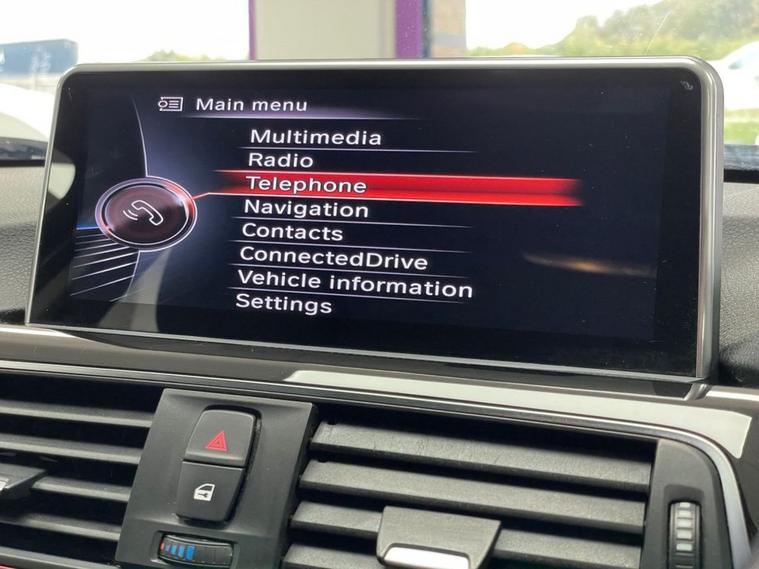 Main menu
Multimedia
Radio
Telephone
Navigation
Contacts
ConnectedDrive
Vehicle information
Settings